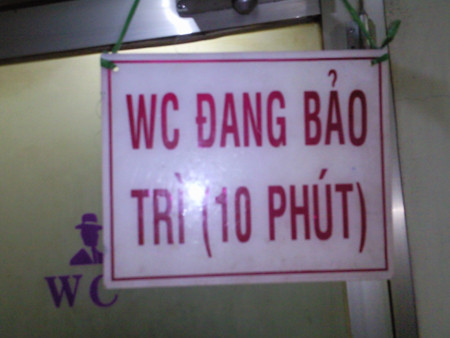 WC ĐANG BẢO
TRÌ (10 PHÚT)
WC